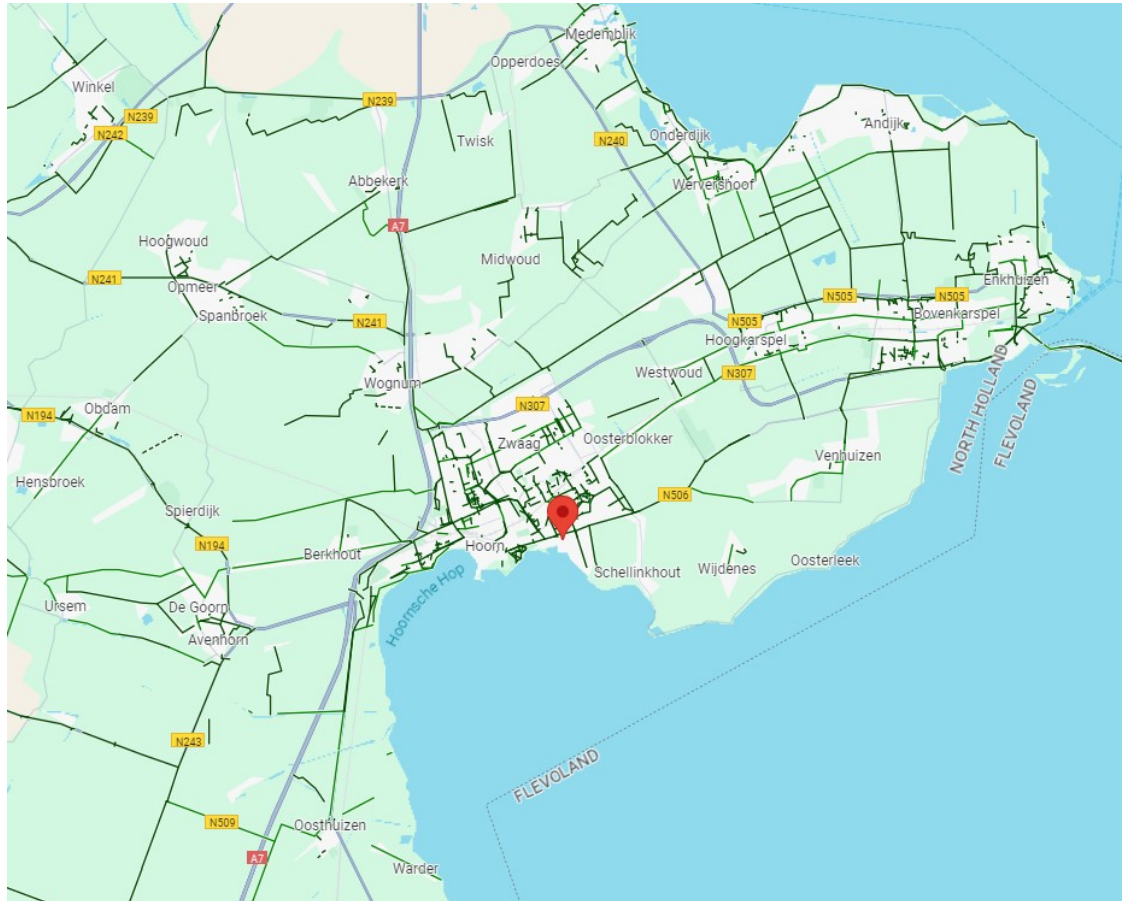 Medemblik
Opperdoes
Winkel
N239
N239
N242
Twisk
N240
Onderdijk
Andijk
Abbekerk
Wervershoof
A7
Hoogwoud
Midwoud
N241
Opmeer
Enkhuizen
N505
N505
Spanbroek
N241
N505
Bovenkarspel
Hoogkarspel
Westwoud
N307
Wognum
NORTH HOLLAND
FLEVOLAND
N307
Obdam
N194
Zwaag
Oosterblokker
Venhuizen
Hensbroek
N506
Spierdijk
N194
Berkhout
Hoorn
Schellinkhout
Wijdenes
Oosterleek
Hoornsche Hop
Ursem
De Goorn
Avenhorn
N243
FLEVOLAND
N509
Oosthuizen
A7
Warder